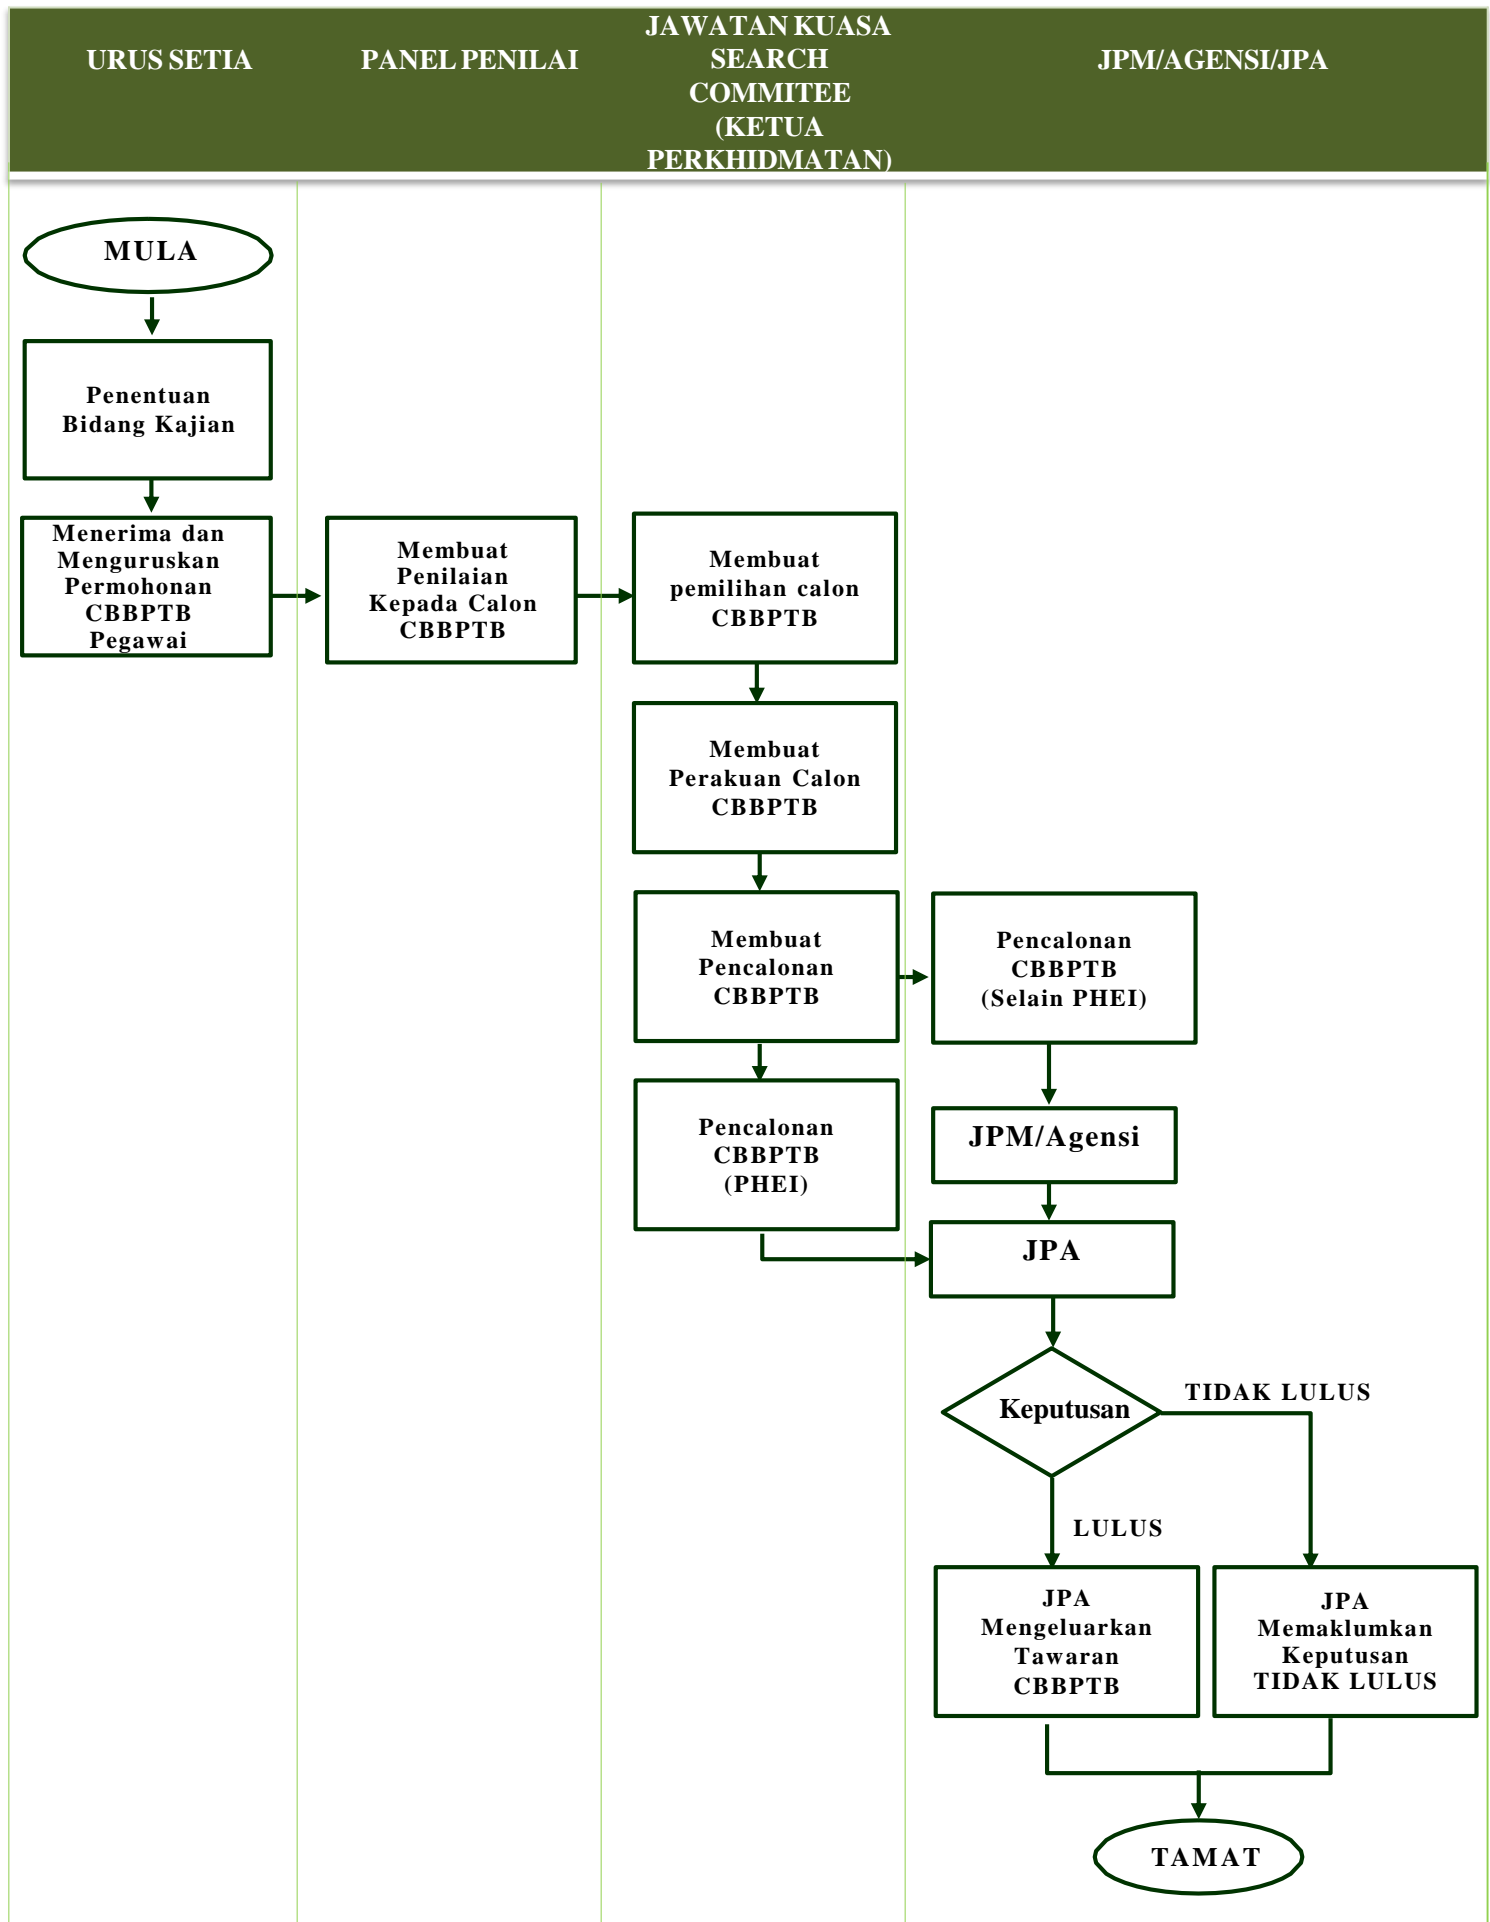 URUS SETIA
PANEL PENILAI
JAWATAN KUASA
SEARCH
COMMITEE
(KETUA
PERKHIDMATAN)
JPM/AGENSI/JPA
MULA
Penentuan
Bidang Kajian
Menerima dan
Menguruskan
Permohonan
CBBPTB
Pegawai
Membuat
Penilaian
Kepada Calon
CBBPTB
Membuat
pemilihan calon
CBBPTB
Membuat
Perakuan Calon
CBBPTB
Membuat
Pencalonan
CBBPTB
Pencalonan
CBBPTB
(Selain PHEI)
Pencalonan
CBBPTB
(PHEI)
JPM/Agensi
JPA
Keputusan
TIDAK LULUS
LULUS
JPA
Mengeluarkan
Tawaran
CBBPTB
JPA
Memaklumkan
Keputusan
TIDAK LULUS
TAMAT